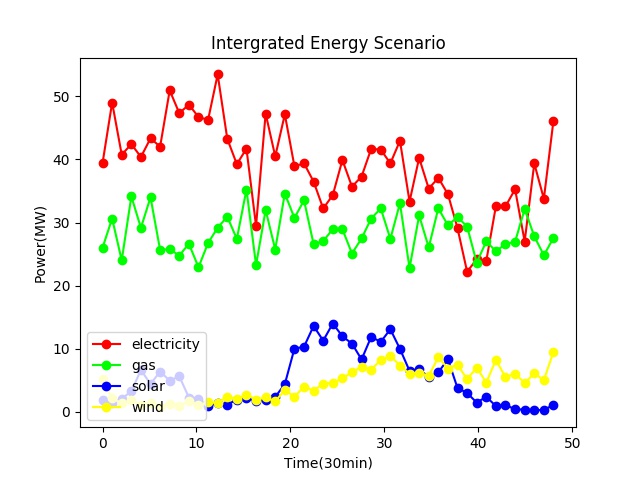 Intergrated Energy Scenario
Power(MW)
50
40
30
20
10
0
electricity
gas
solar
wind
0 10 20 30 40 50
Time(30min)